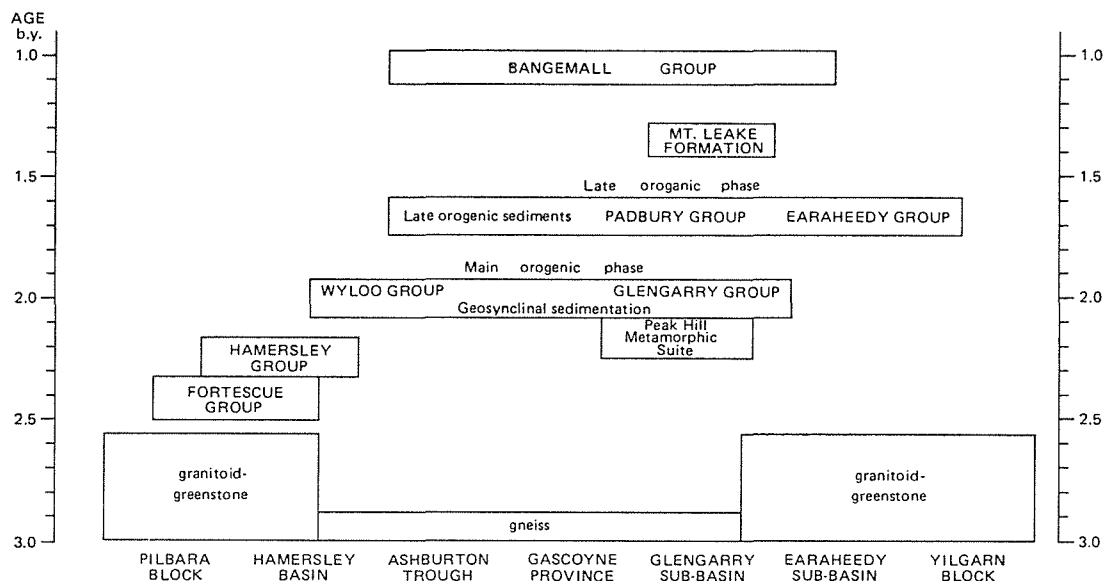 AGE
b.y.
1.0 1.0
BANGEMALL GROUP
MT. LEAKE
FORMATION
1.5 1.5
Late oroganic phase
Late orogenic sediments PADBURY GROUP EARAHEEDY GROUP
Main orogenic phase
WYLOO GROUP GLENGARRY GROUP
2.0 2.0
Geosynclinal sedimentation
Peak Hill
Metamorphic
Suite
HAMERSLEY
GROUP
FORTESCUE
GROUP
2.5 2.5
granitoid-
greenstone
granitoid-
greenstone
gneiss
3.0 3.0
PILBARA
BLOCK
HAMERSLEY
BASIN
ASHBURTON
TROUGH
GASCOYNE
PROVINCE
GLENGARRY
SUB-BASIN
EARAHEEDY
SUB-BASIN
YILGARN
BLOCK